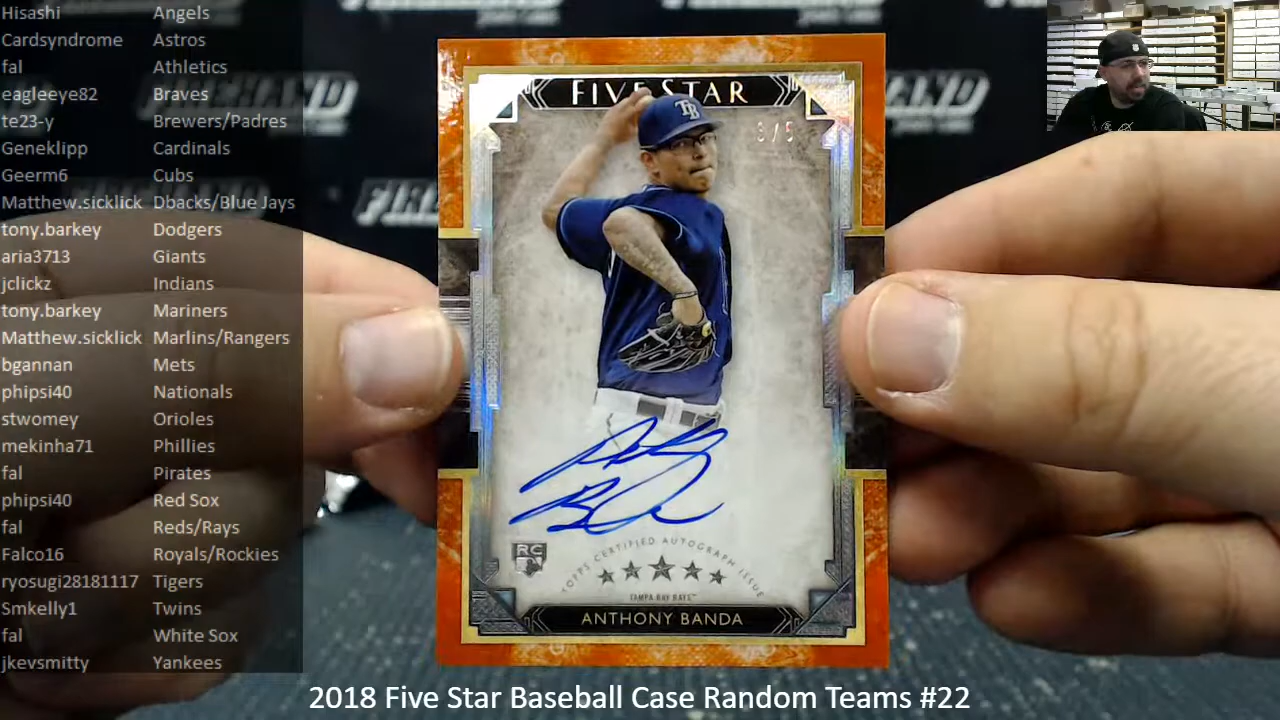 Hisashi Angels
Cardsyndrome Astros
fal Athletics
eagleeye82 Braves
te23-y Brewers/Padres
Geneklipp Cardinals
Geerm6 Cubs
Matthew.sicklick Dbacks/Blue Jays
tony.barkey Dodgers
aria3713 Giants
jclickz Indians
tony.barkey Mariners
Matthew.sicklick Marlins/Rangers
bgannan Mets
phipsi40 Nationals
stwomey Orioles
mekinha71 Phillies
fal Pirates
phipsi40 Red Sox
fal Reds/Rays
Falco16 Royals/Rockies
ryosugi28181117 Tigers
Smkelly1 Twins
fal White Sox
jkevsmitty Yankees
FIVE STAR
TB
3/5
RC
TOPPS CERTIFIED AUTOGRAPH ISSUE
TAMPA BAY RAYS™
ANTHONY BANDA
2018 Five Star Baseball Case Random Teams #22